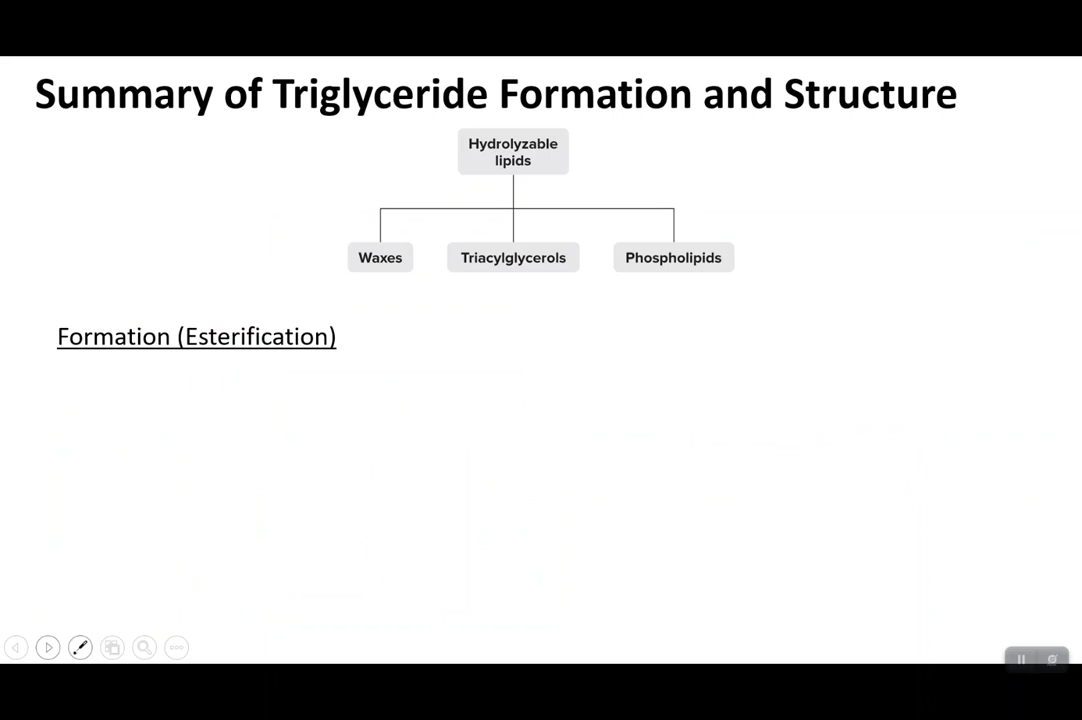 Summary of Triglyceride Formation and Structure
Hydrolyzable
lipids
Waxes
Triacylglycerols
Phospholipids
Formation (Esterification)